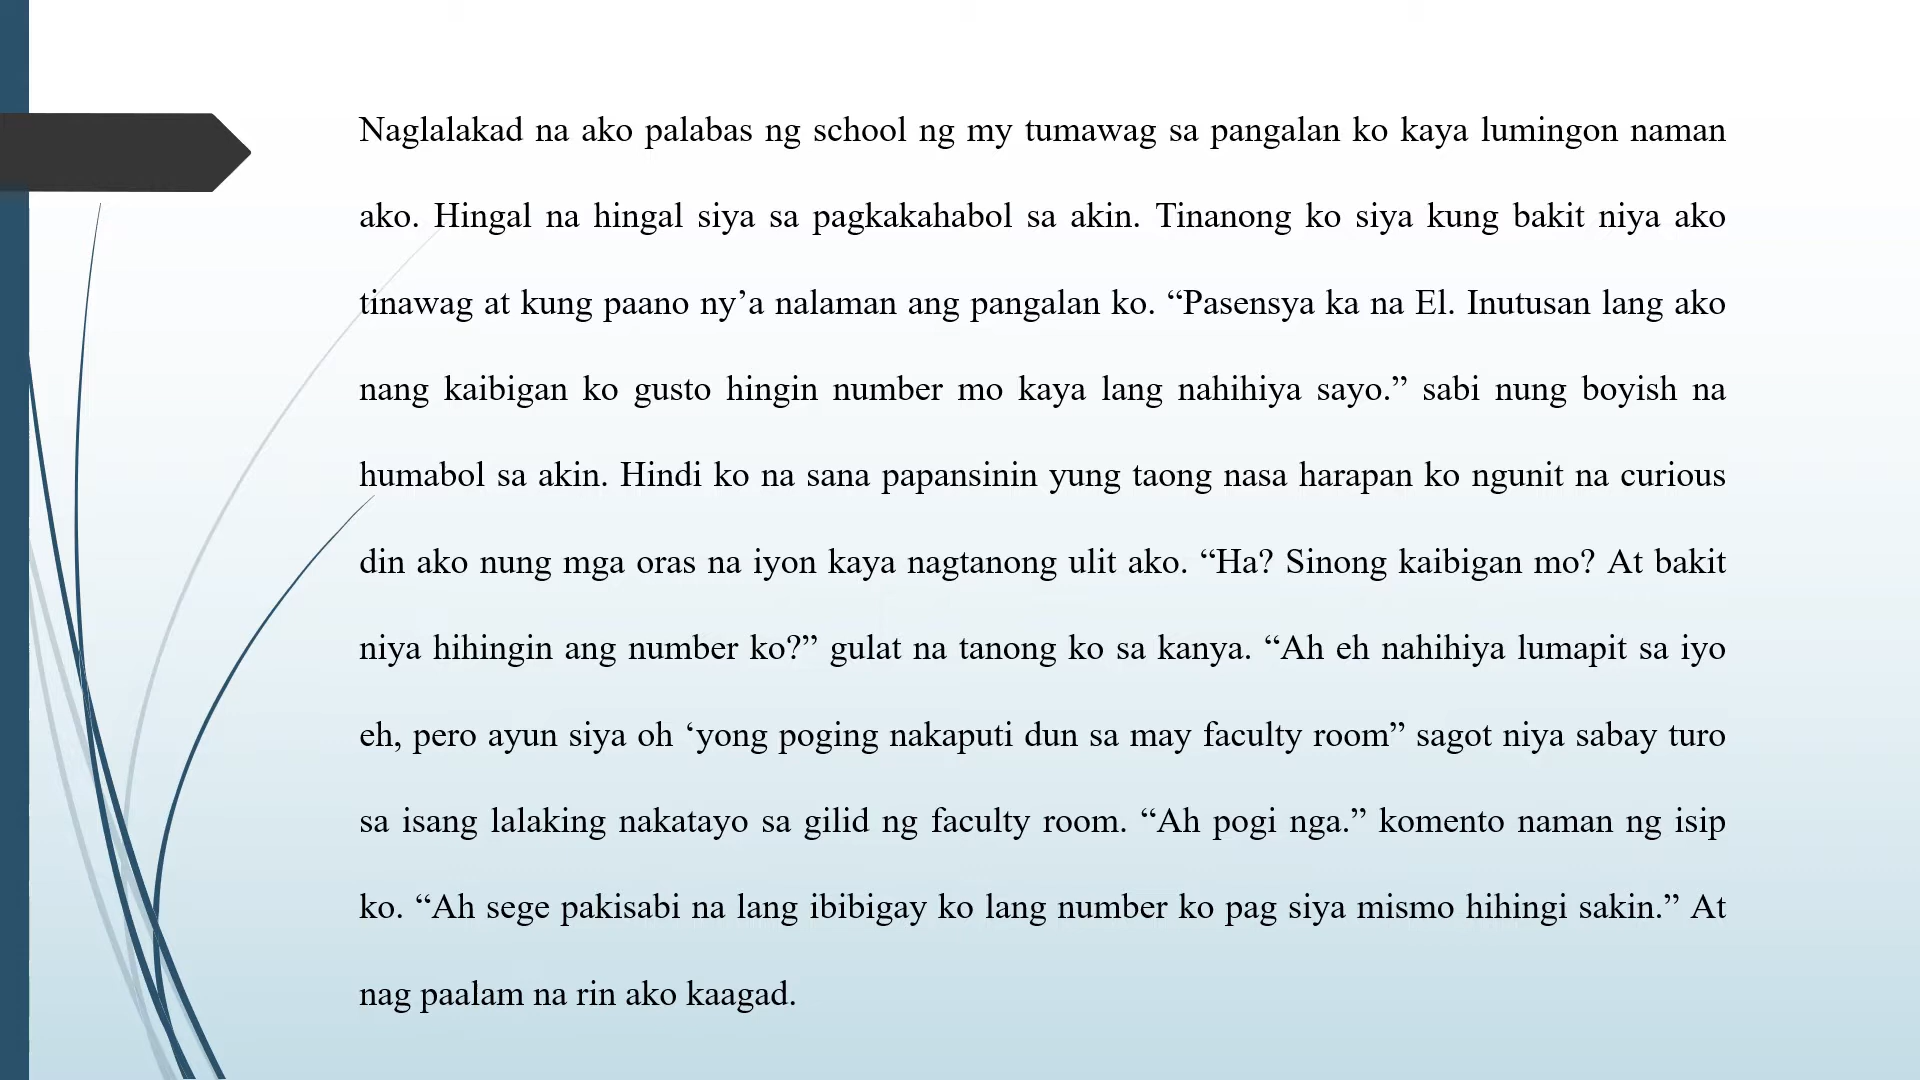 Naglalakad na ako palabas ng school ng my tumawag sa pangalan ko kaya lumingon naman
ako. Hingal na hingal siya sa pagkakahabol sa akin. Tinanong ko siya kung bakit niya ako
tinawag at kung paano ny’a nalaman ang pangalan ko. “Pasensya ka na El. Inutusan lang ako
nang kaibigan ko gusto hingin number mo kaya lang nahihiya sayo.” sabi nung boyish na
humabol sa akin. Hindi ko na sana papansinin yung taong nasa harapan ko ngunit na curious
din ako nung mga oras na iyon kaya nagtanong ulit ako. “Ha? Sinong kaibigan mo? At bakit
niya hihingin ang number ko?” gulat na tanong ko sa kanya. “Ah eh nahihiya lumapit sa iyo
eh, pero ayun siya oh ‘yong poging nakaputi dun sa may faculty room” sagot niya sabay turo
sa isang lalaking nakatayo sa gilid ng faculty room. “Ah pogi nga.” komento naman ng isip
ko. “Ah sege pakisabi na lang ibibigay ko lang number ko pag siya mismo hihingi sakin.” At
nag paalam na rin ako kaagad.